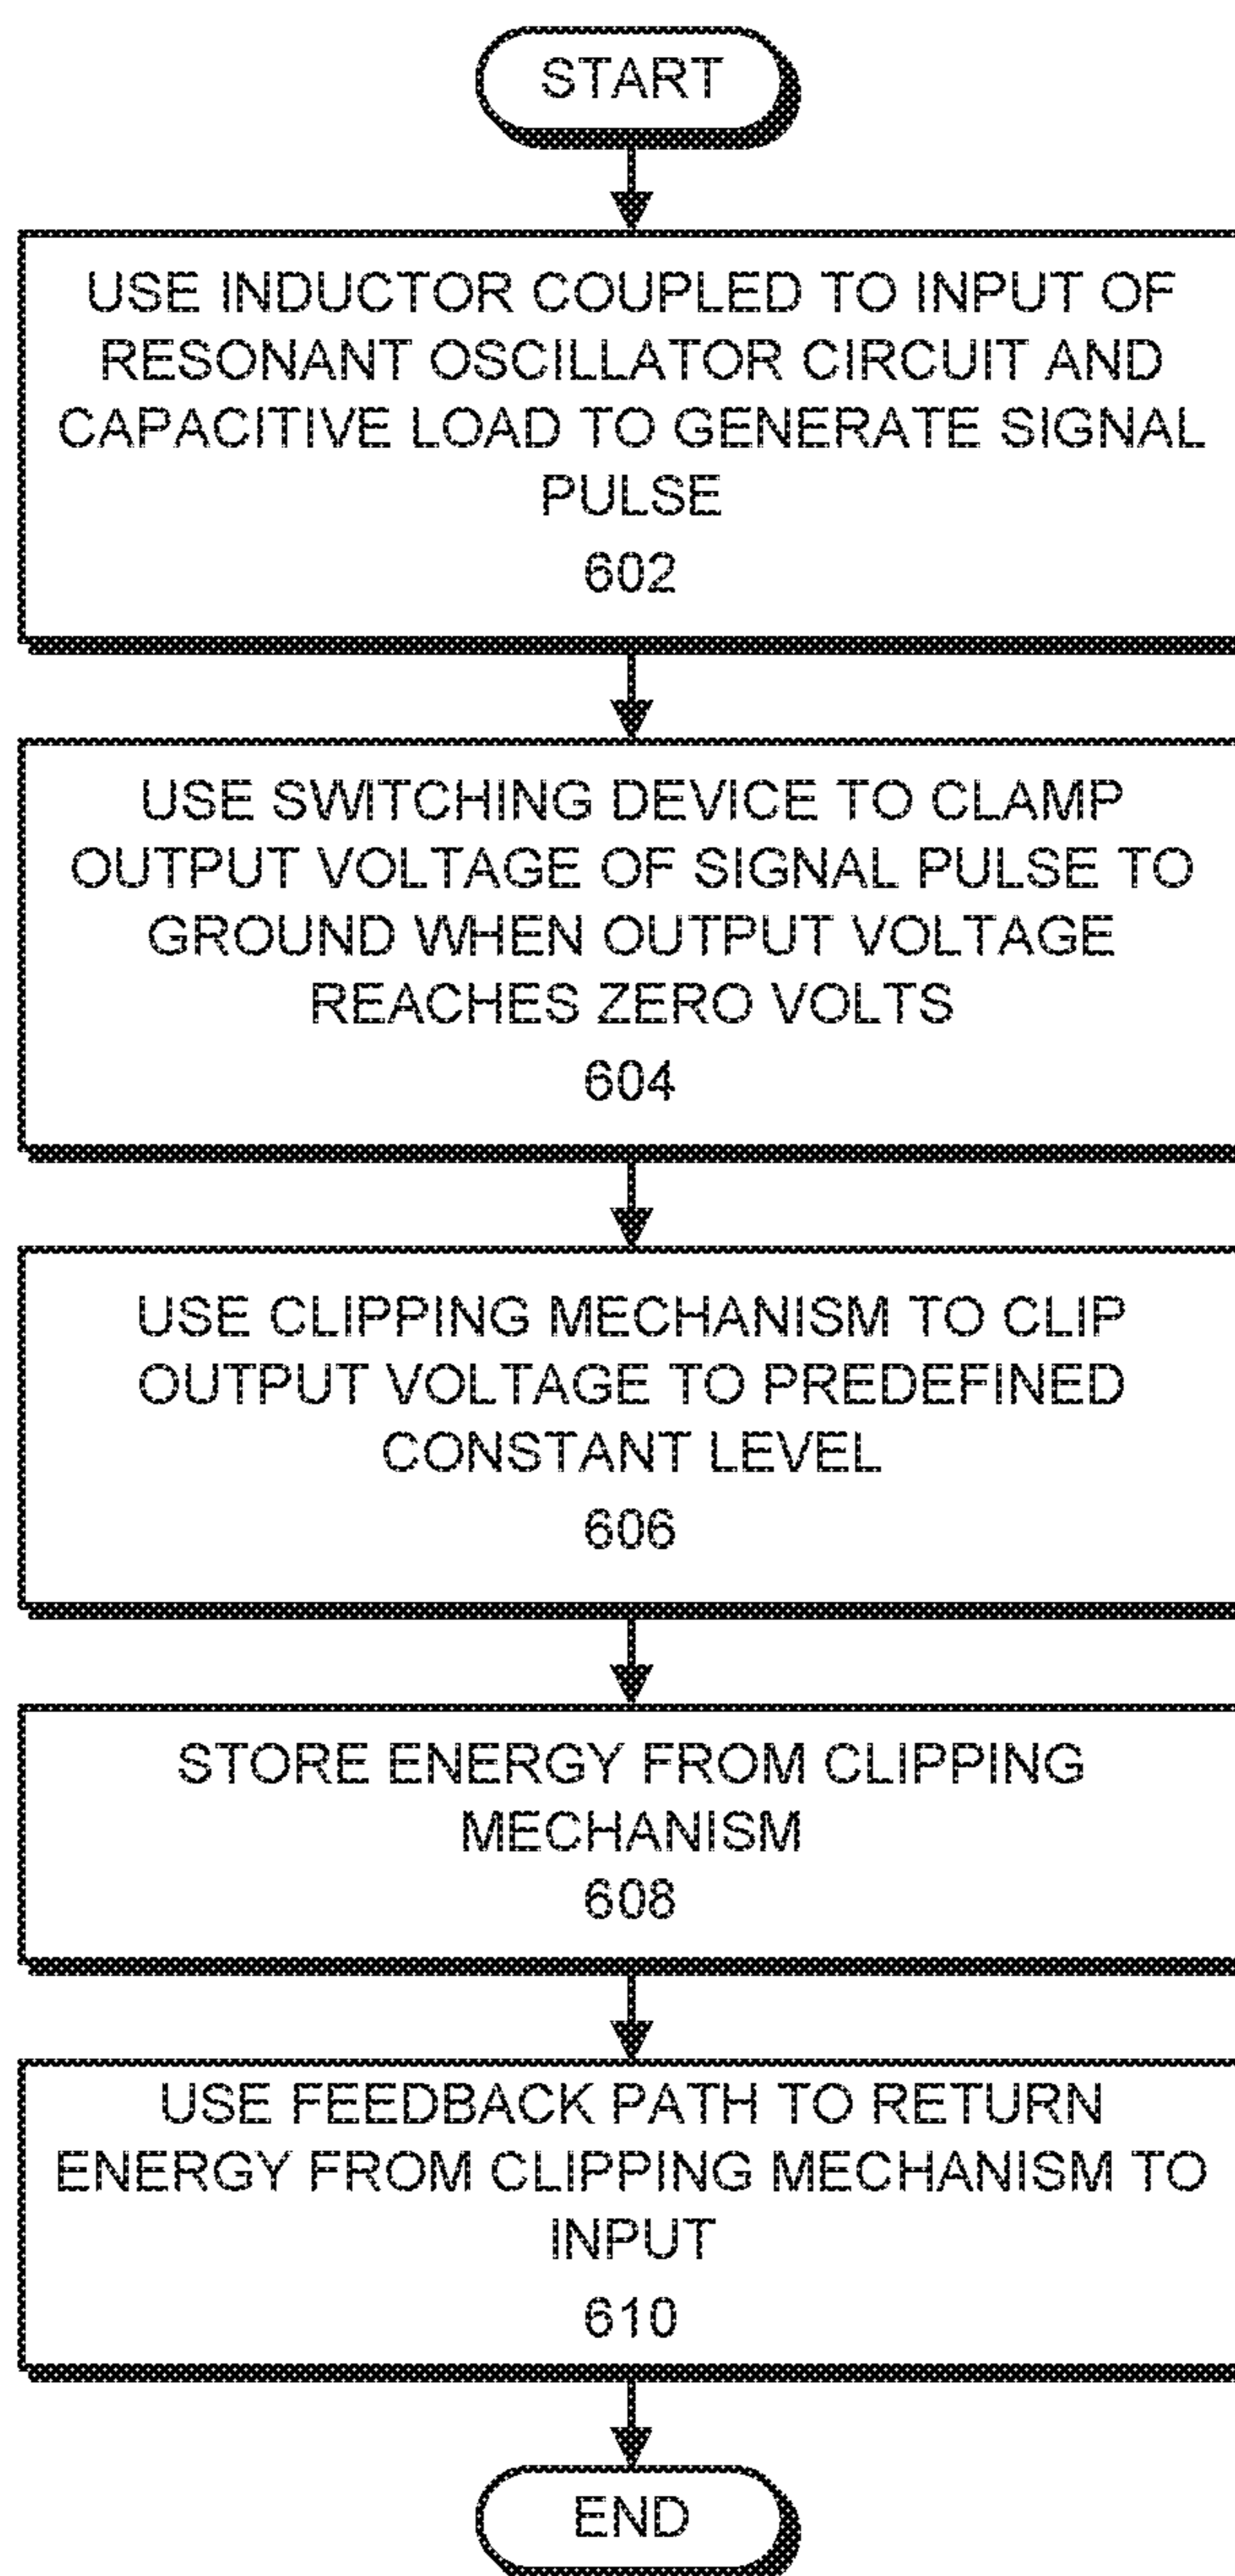 START
USE INDUCTOR COUPLED TO INPUT OF
RESONANT OSCILLATOR CIRCUIT AND
CAPACITIVE LOAD TO GENERATE SIGNAL
PULSE
602
USE SWITCHING DEVICE TO CLAMP
OUTPUT VOLTAGE OF SIGNAL PULSE TO
GROUND WHEN OUTPUT VOLTAGE
REACHES ZERO VOLTS
604
USE CLIPPING MECHANISM TO CLIP
OUTPUT VOLTAGE TO PREDEFINED
CONSTANT LEVEL
606
STORE ENERGY FROM CLIPPING
MECHANISM
608
USE FEEDBACK PATH TO RETURN
ENERGY FROM CLIPPING MECHANISM TO
INPUT
610
END